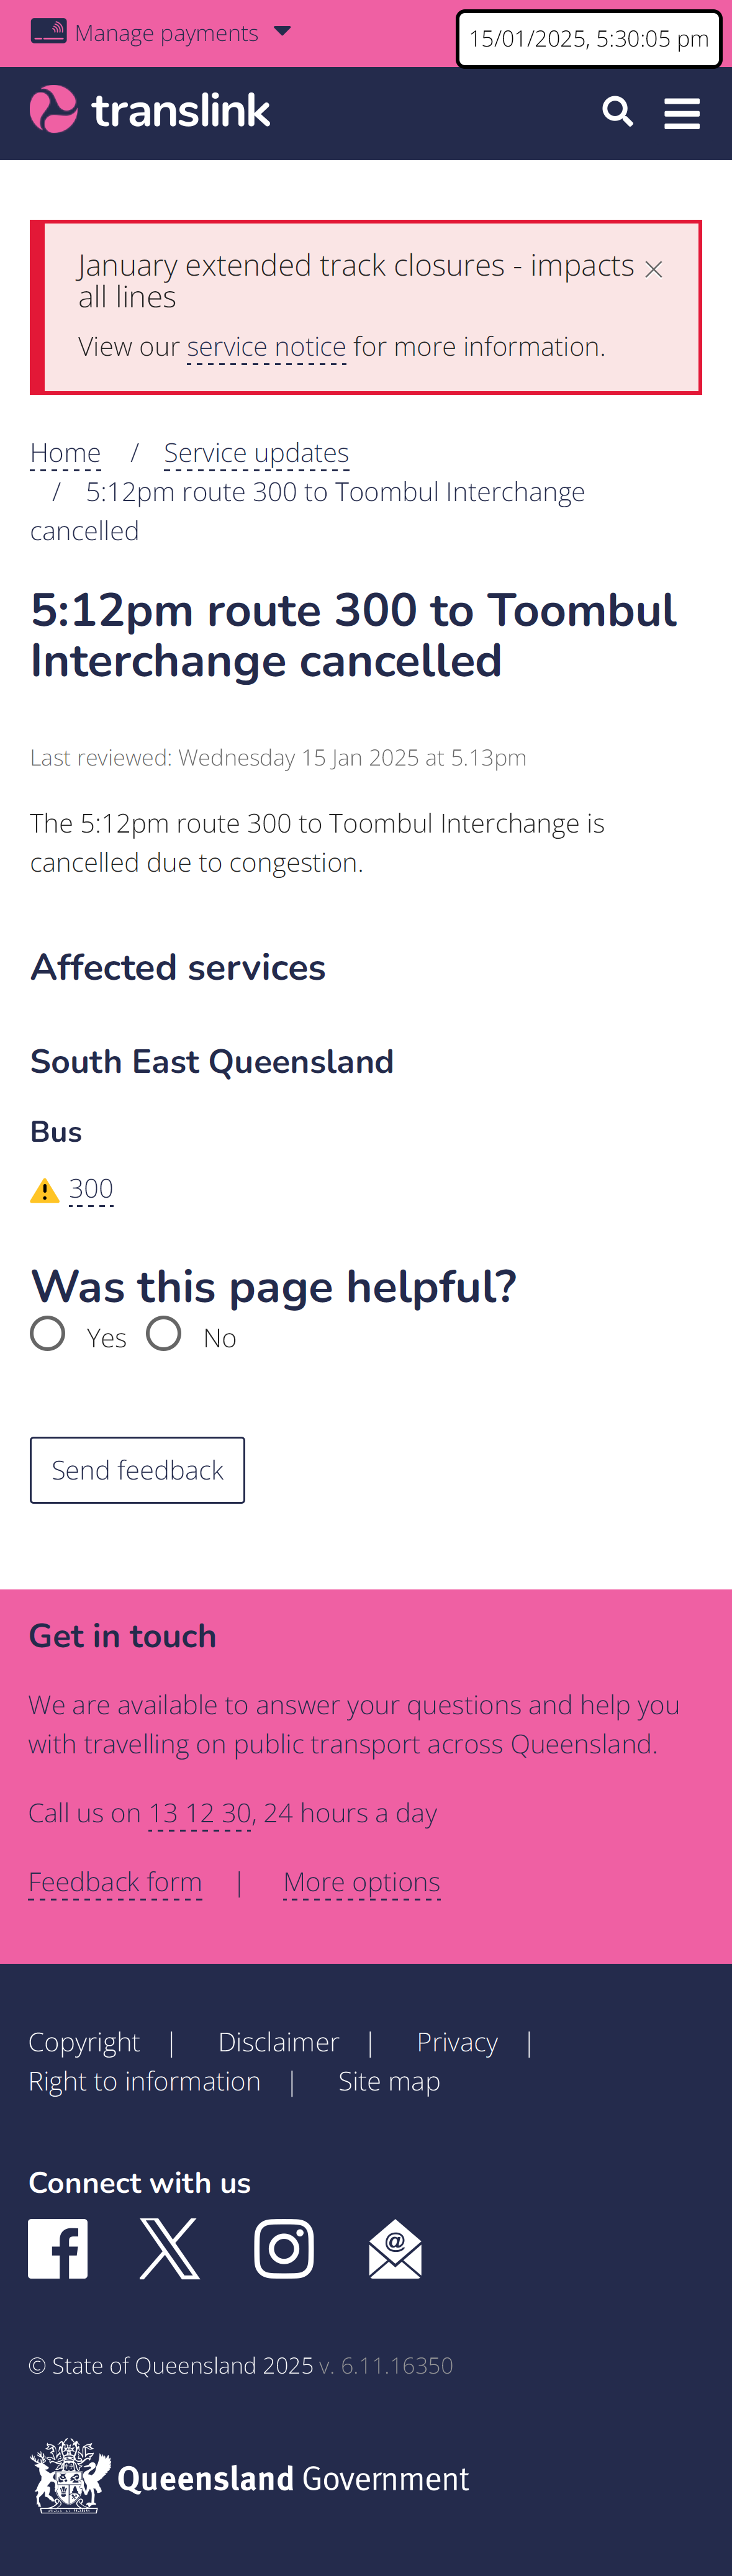 Manage payments
15/01/2025, 5:30:05 pm
translink
January extended track closures - impacts
all lines
View our service notice for more information.
Home / Service updates
/ 5:12pm route 300 to Toombul Interchange
cancelled
5:12pm route 300 to Toombul
Interchange cancelled
Last reviewed: Wednesday 15 Jan 2025 at 5.13pm
The 5:12pm route 300 to Toombul Interchange is
cancelled due to congestion.
Affected services
South East Queensland
Bus
300
Was this page helpful?
Yes No
Send feedback
Get in touch
We are available to answer your questions and help you
with travelling on public transport across Queensland.
Call us on 13 12 30, 24 hours a day
Feedback form | More options
Copyright | Disclaimer | Privacy |
Right to information | Site map
Connect with us
© State of Queensland 2025 v. 6.11.16350
Queensland Government